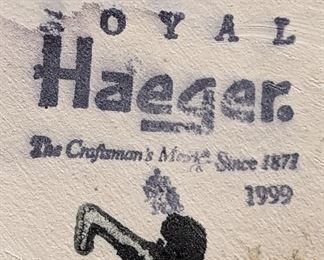 ROYAL
Haeger.
The Craftsman's Mark® Since 1871
1999